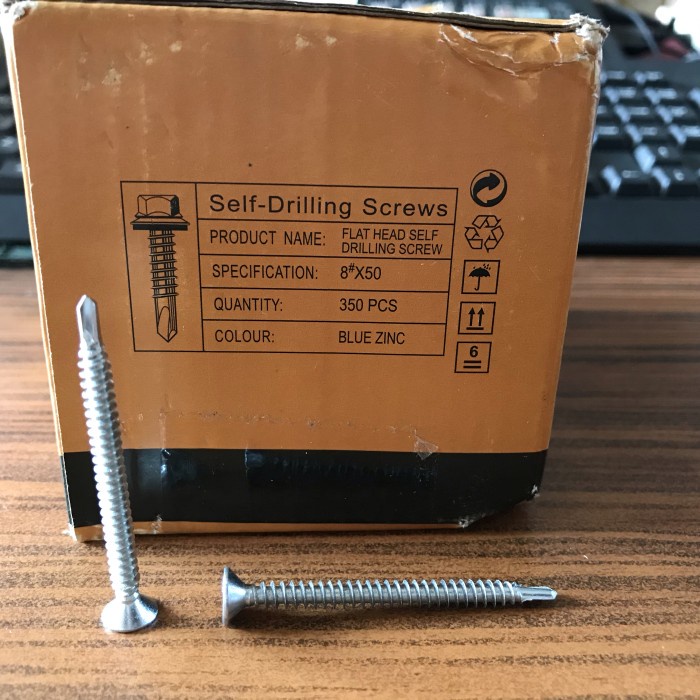 Self-Drilling Screws
PRODUCT NAME: FLAT HEAD SELF
DRILLING SCREW
SPECIFICATION: 8#X50
QUANTITY: 350 PCS
COLOUR: BLUE ZINC
6